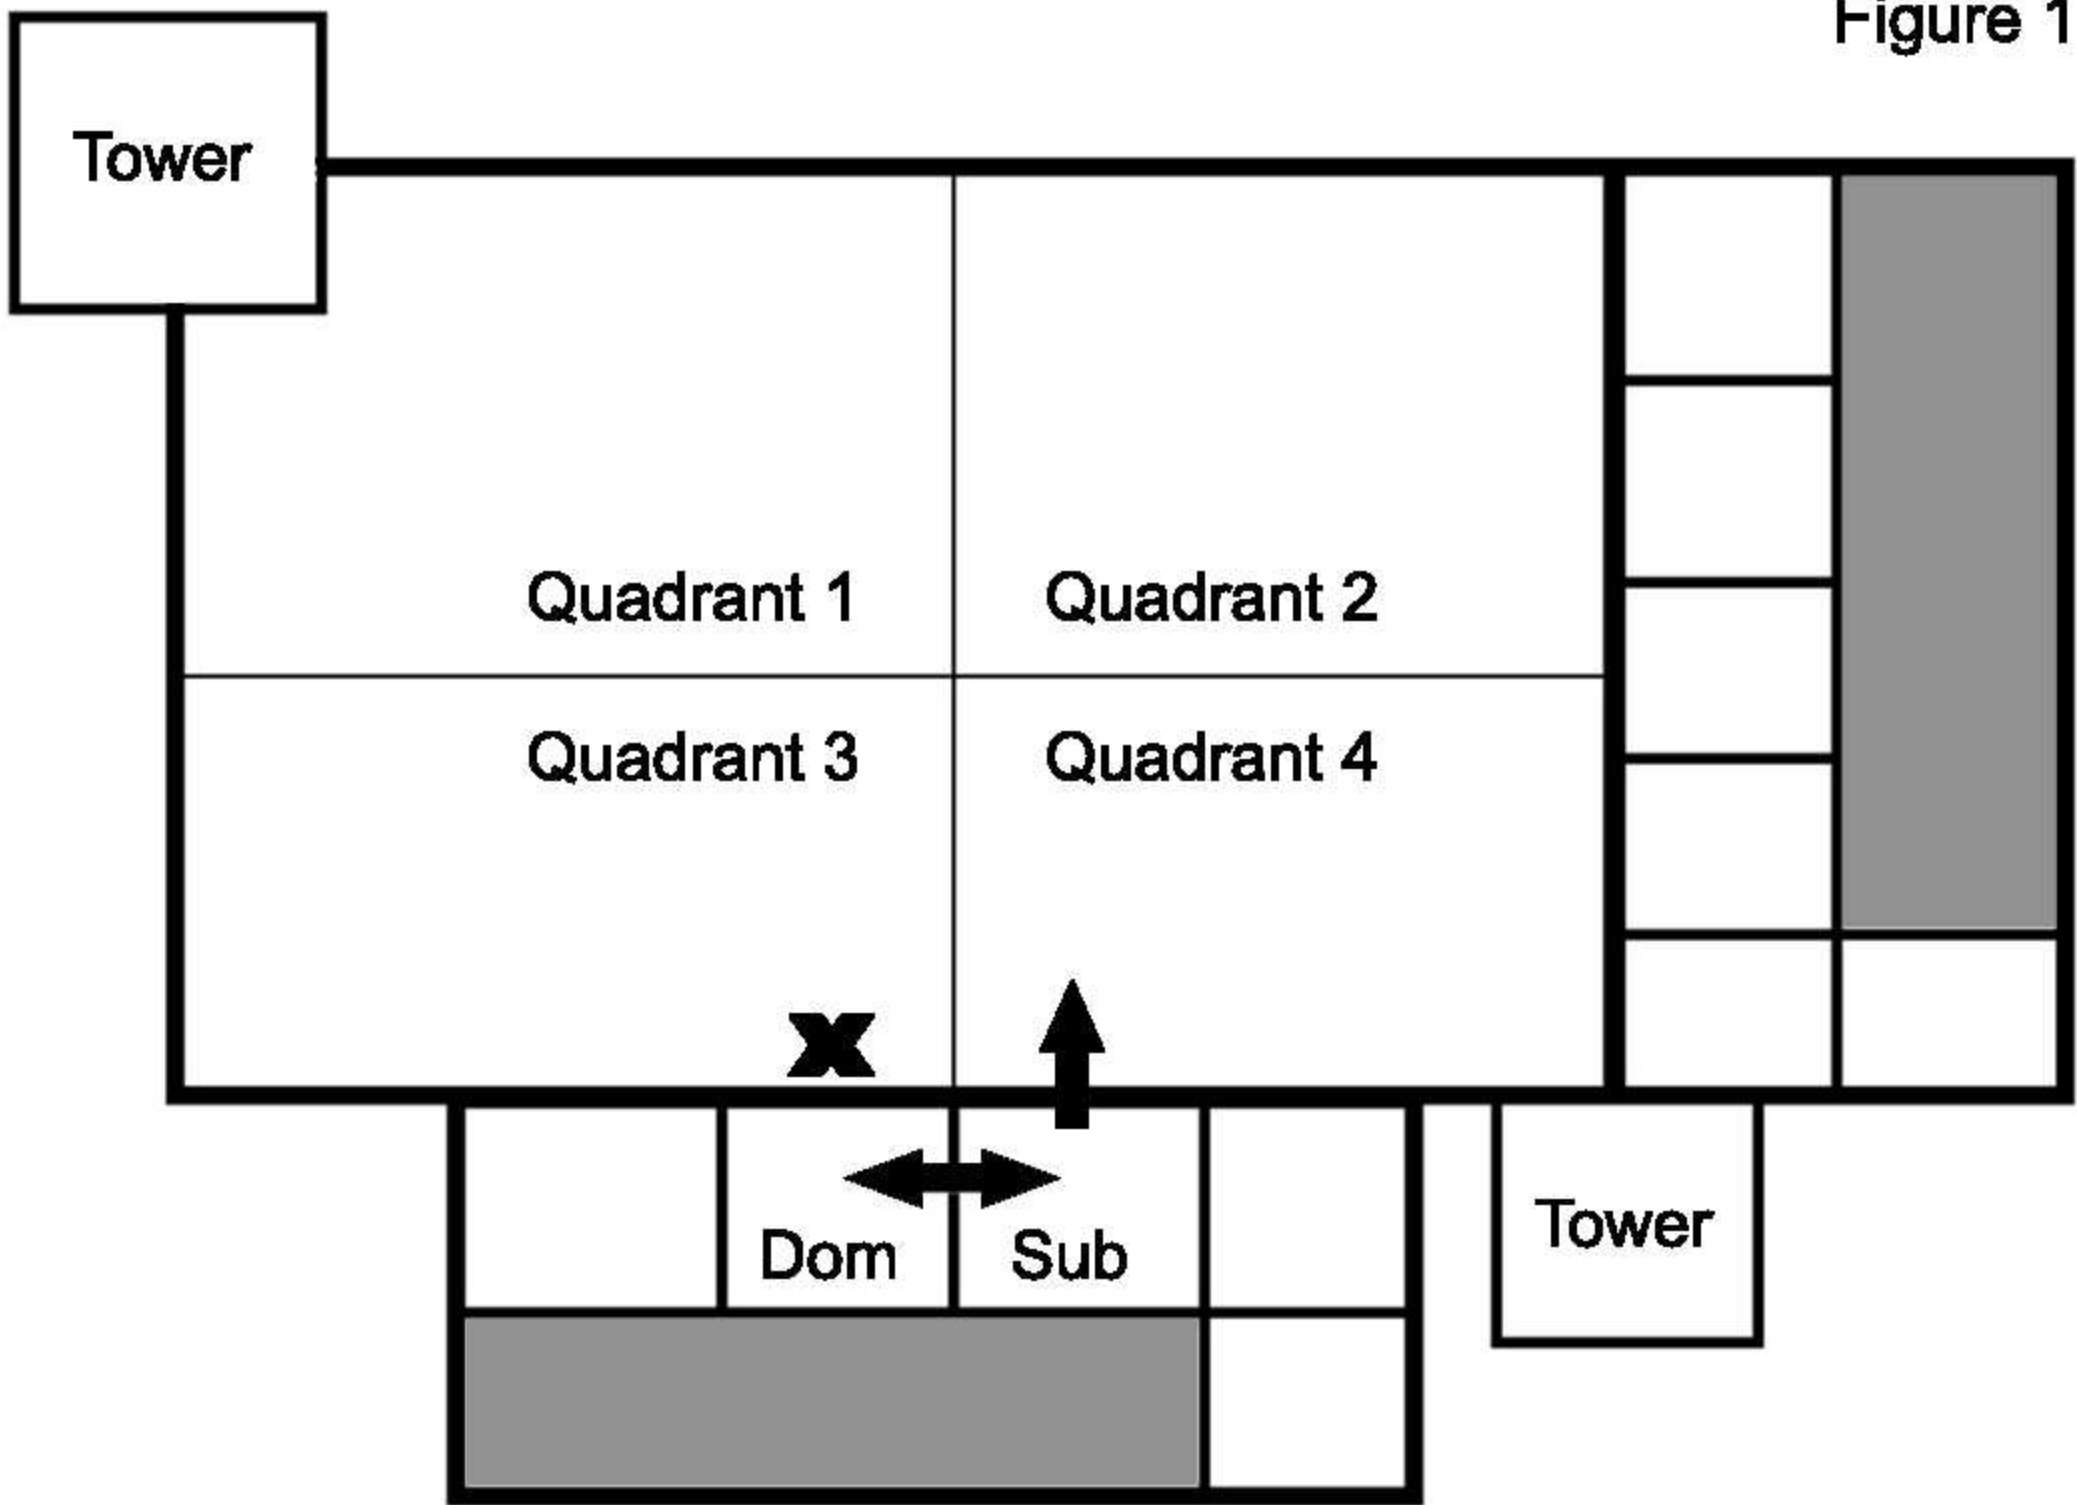 Figure 1
Tower
Quadrant 1 Quadrant 2
Quadrant 3 Quadrant 4
x
Dom Sub
Tower